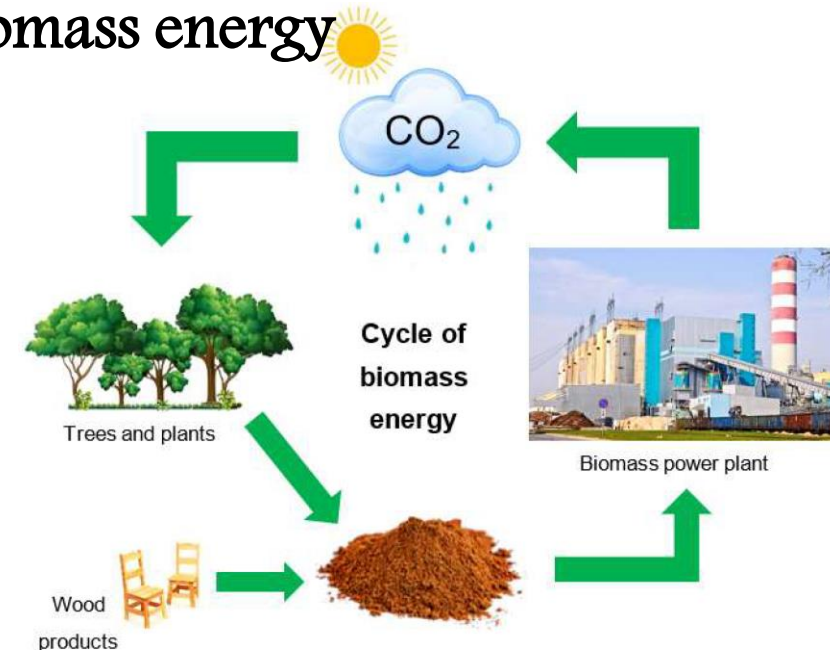 omass energy
CO₂
Cycle of
biomass
energy
Trees and plants
Biomass power plant
Wood
products